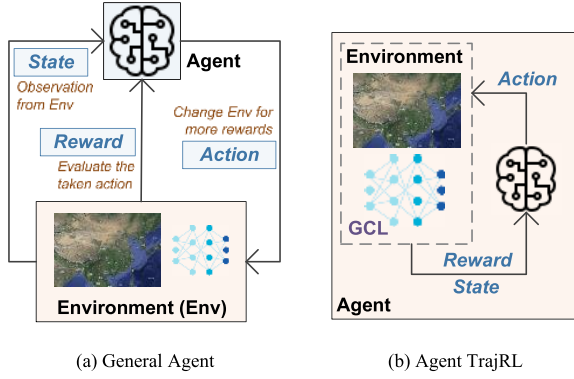 State
Observation
from Env
Agent
Reward
Evaluate the
taken action
Change Env for
more rewards
Action
Environment (Env)
(a) General Agent
Environment
Action
GCL
Reward
State
Agent
(b) Agent TrajRL